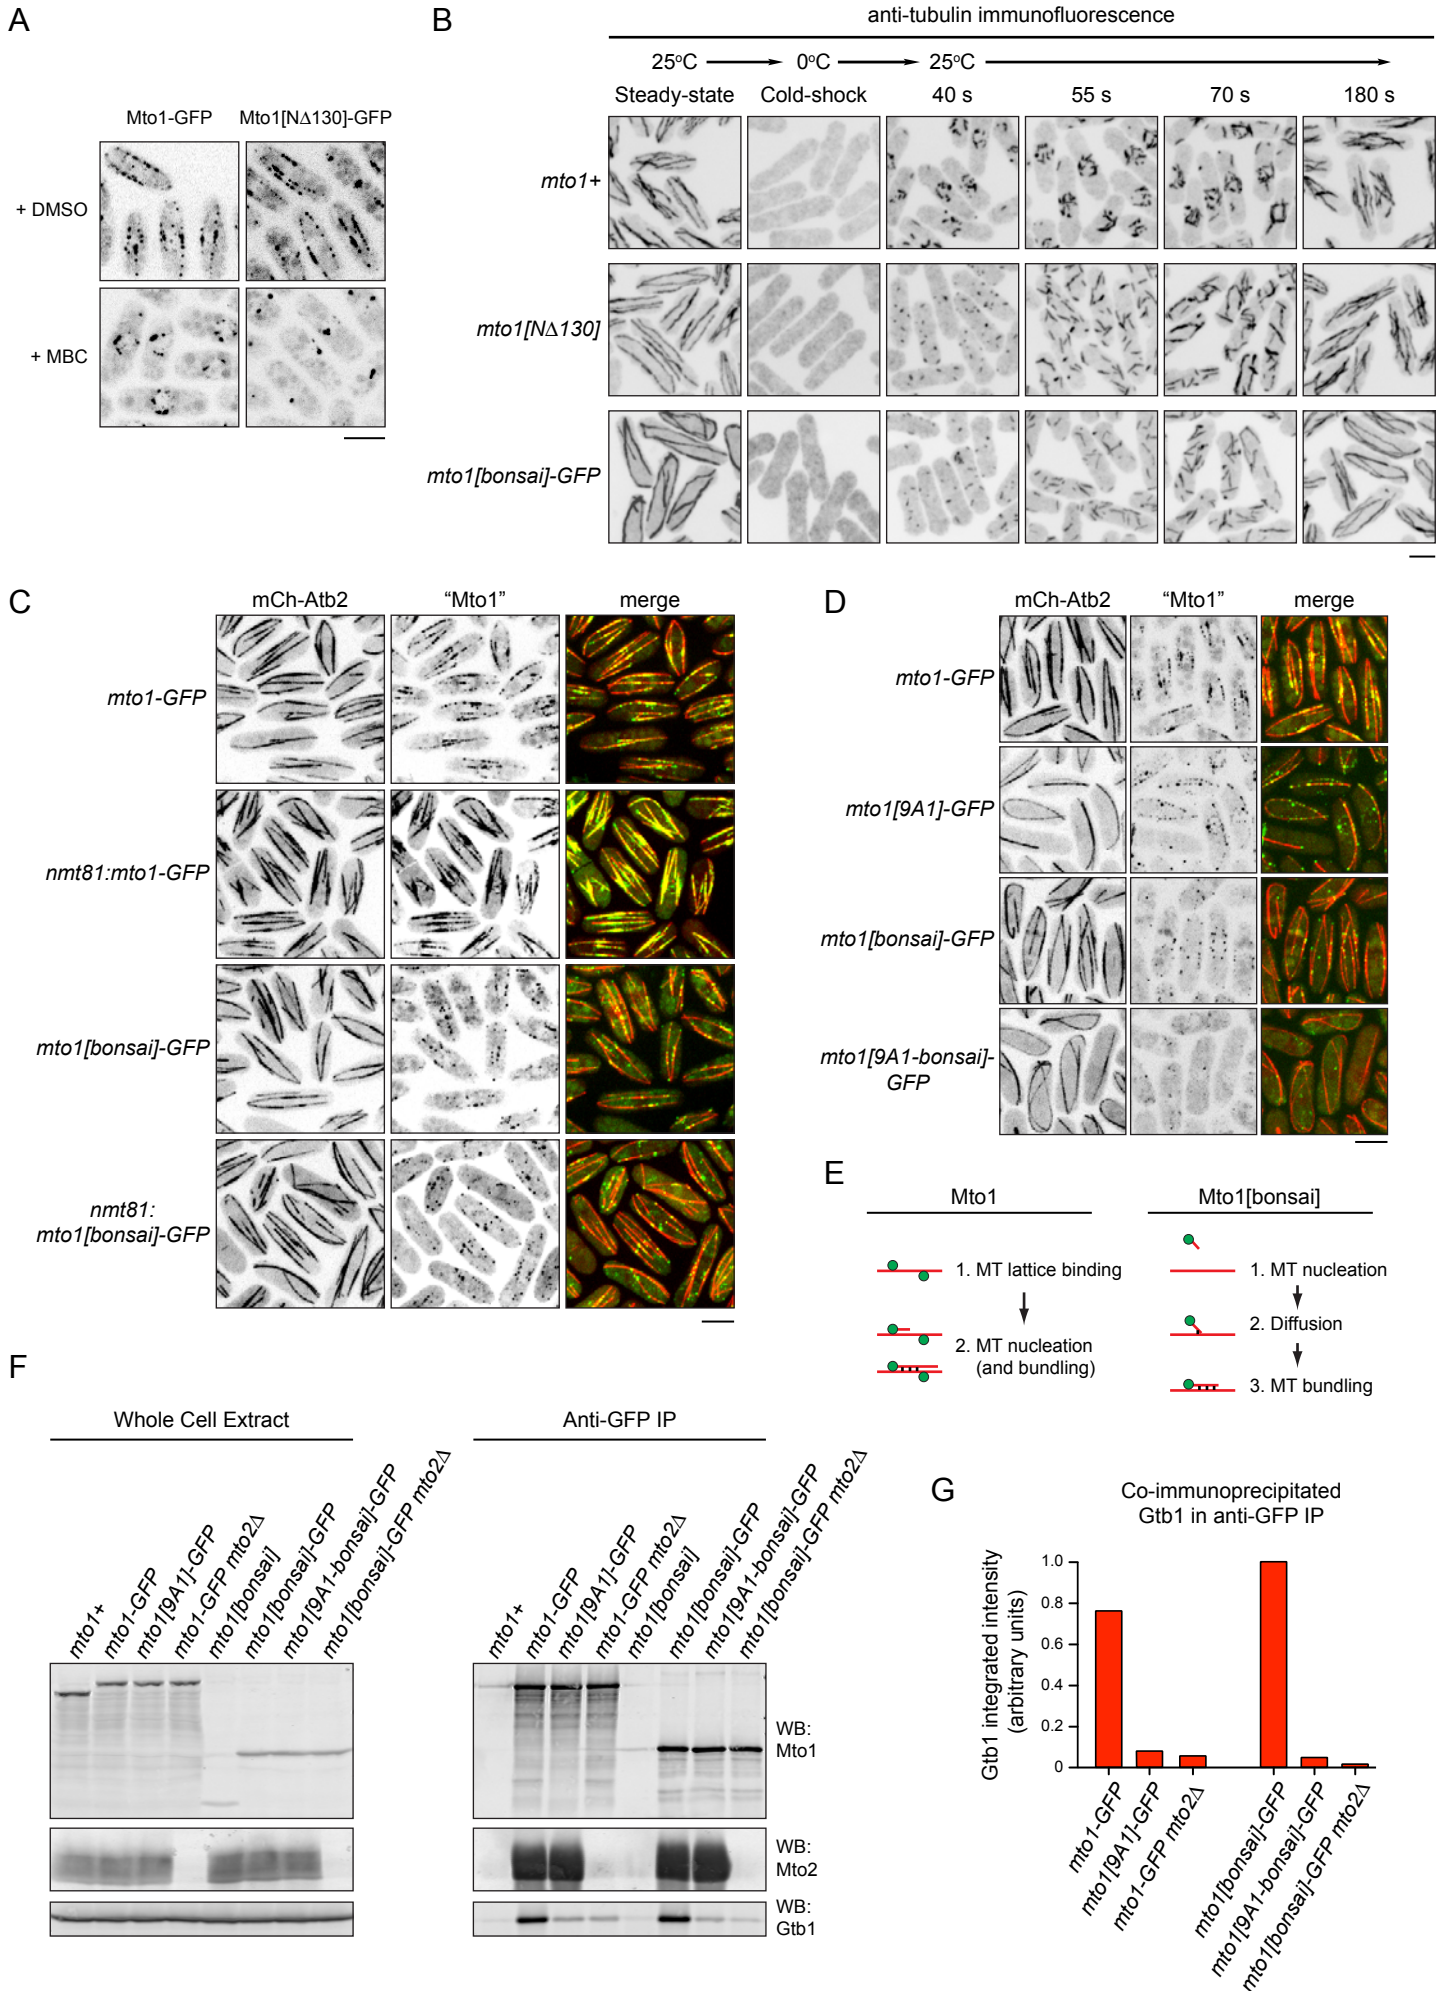 A
Mto1-GFP
Mto1[NΔ130]-GFP
+ DMSO
+ MBC
B
anti-tubulin immunofluorescence
25°C
0°C
25°C
Steady-state
Cold-shock
40 s
55 s
70 s
180 s
mto1+
mto1[NΔ130]
mto1[bonsai]-GFP
C
mCh-Atb2
“Mto1”
merge
mto1-GFP
nmt81:mto1-GFP
mto1[bonsai]-GFP
nmt81:
mto1[bonsai]-GFP
D
mCh-Atb2
“Mto1”
merge
mto1-GFP
mto1[9A1]-GFP
mto1[bonsai]-GFP
mto1[9A1-bonsai]-
GFP
E
Mto1
1. MT lattice binding
2. MT nucleation
(and bundling)
Mto1[bonsai]
1. MT nucleation
2. Diffusion
3. MT bundling
F
Whole Cell Extract
mto1+
mto1-GFP
mto1[9A1]-GFP
mto1-GFP mto2Δ
mto1[bonsai]
mto1[bonsai]-GFP
mto1[9A1-bonsai]-GFP
mto1[bonsai]-GFP mto2Δ
Anti-GFP IP
mto1+
mto1-GFP
mto1[9A1]-GFP
mto1-GFP mto2Δ
mto1[bonsai]
mto1[bonsai]-GFP
mto1[9A1-bonsai]-GFP
mto1[bonsai]-GFP mto2Δ
WB:
Mto1
WB:
Mto2
WB:
Gtb1
G
Co-immunoprecipitated
Gtb1 in anti-GFP IP
Gtb1 integrated intensity
(arbitrary units)
1.0
0.8
0.6
0.4
0.2
0
mto1-GFP
mto1[9A1]-GFP
mto1-GFP mto2Δ
mto1[bonsai]-GFP
mto1[9A1-bonsai]-GFP
mto1[bonsai]-GFP mto2Δ